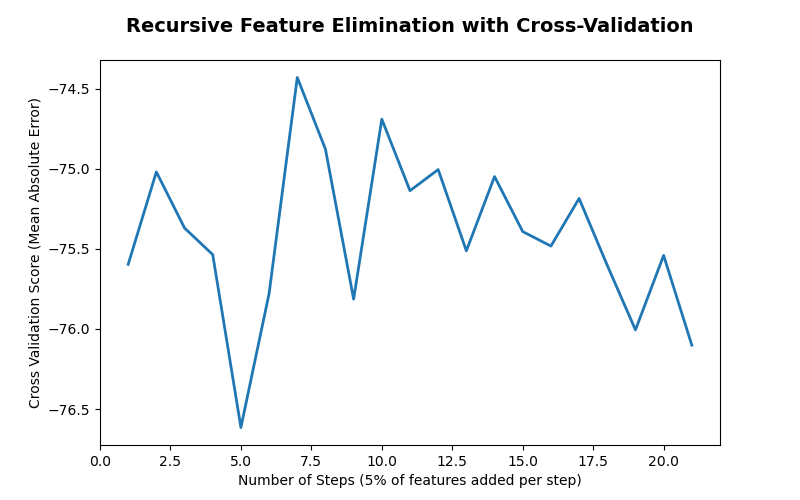 Recursive Feature Elimination with Cross-Validation
Cross Validation Score (Mean Absolute Error)
−74.5
−75.0
−75.5
−76.0
−76.5
0.0 2.5 5.0 7.5 10.0 12.5 15.0 17.5 20.0
Number of Steps (5% of features added per step)